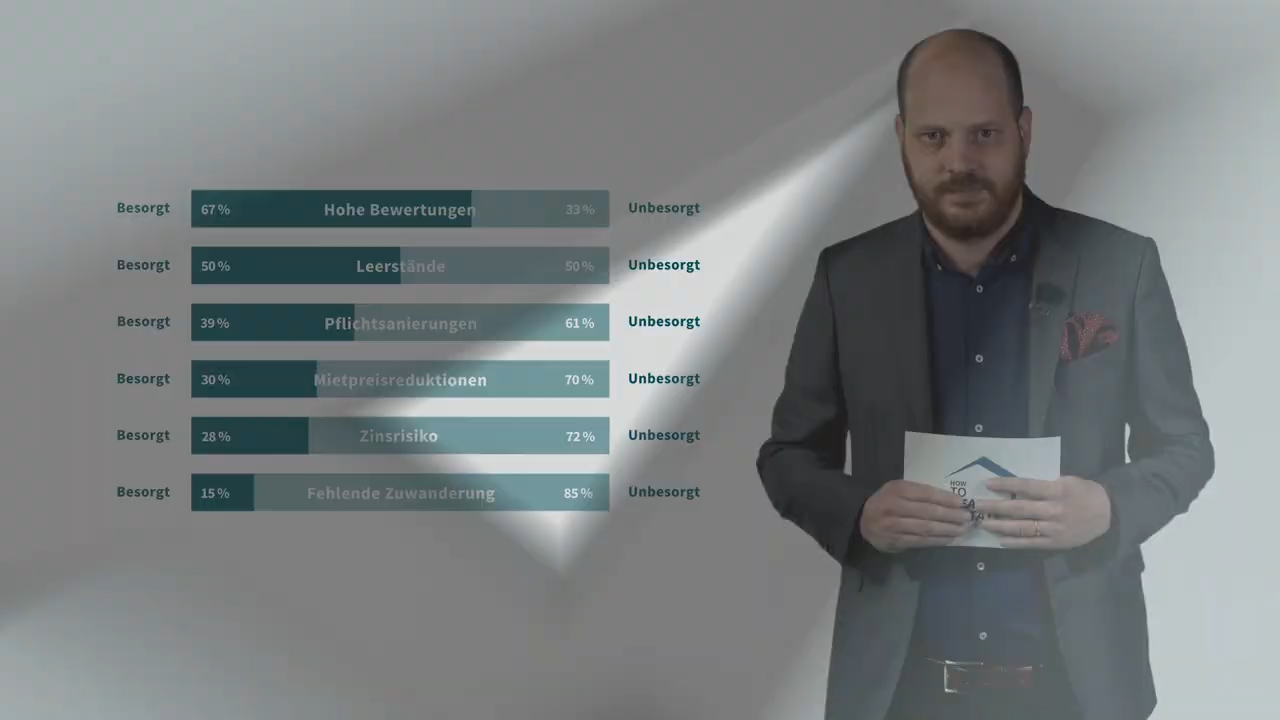 Besorgt 67 % Hohe Bewertungen 33 % Unbesorgt
Besorgt 50 % Leerstände 50 % Unbesorgt
Besorgt 39 % Pflichtsanierungen 61 % Unbesorgt
Besorgt 30 % Mietpreisreduktionen 70 % Unbesorgt
Besorgt 28 % Zinsrisiko 72 % Unbesorgt
Besorgt 15 % Fehlende Zuwanderung 85 % Unbesorgt
HOW
TO